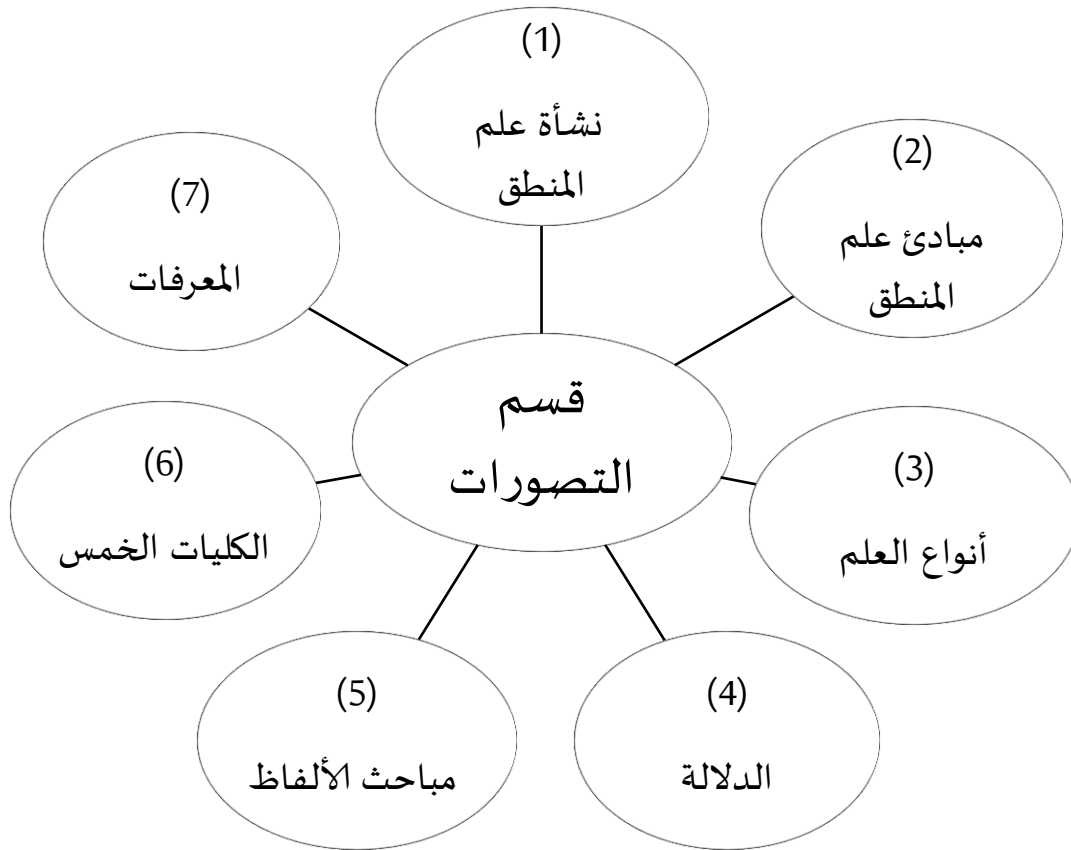 (1)
نشأة علم
المنطق
(2)
مبادئ علم
المنطق
(3)
أنواع العلم
(4)
الدلالة
(5)
مباحث الألفاظ
(6)
الكليات الخمس
(7)
المعرفات
قسم
التصورات